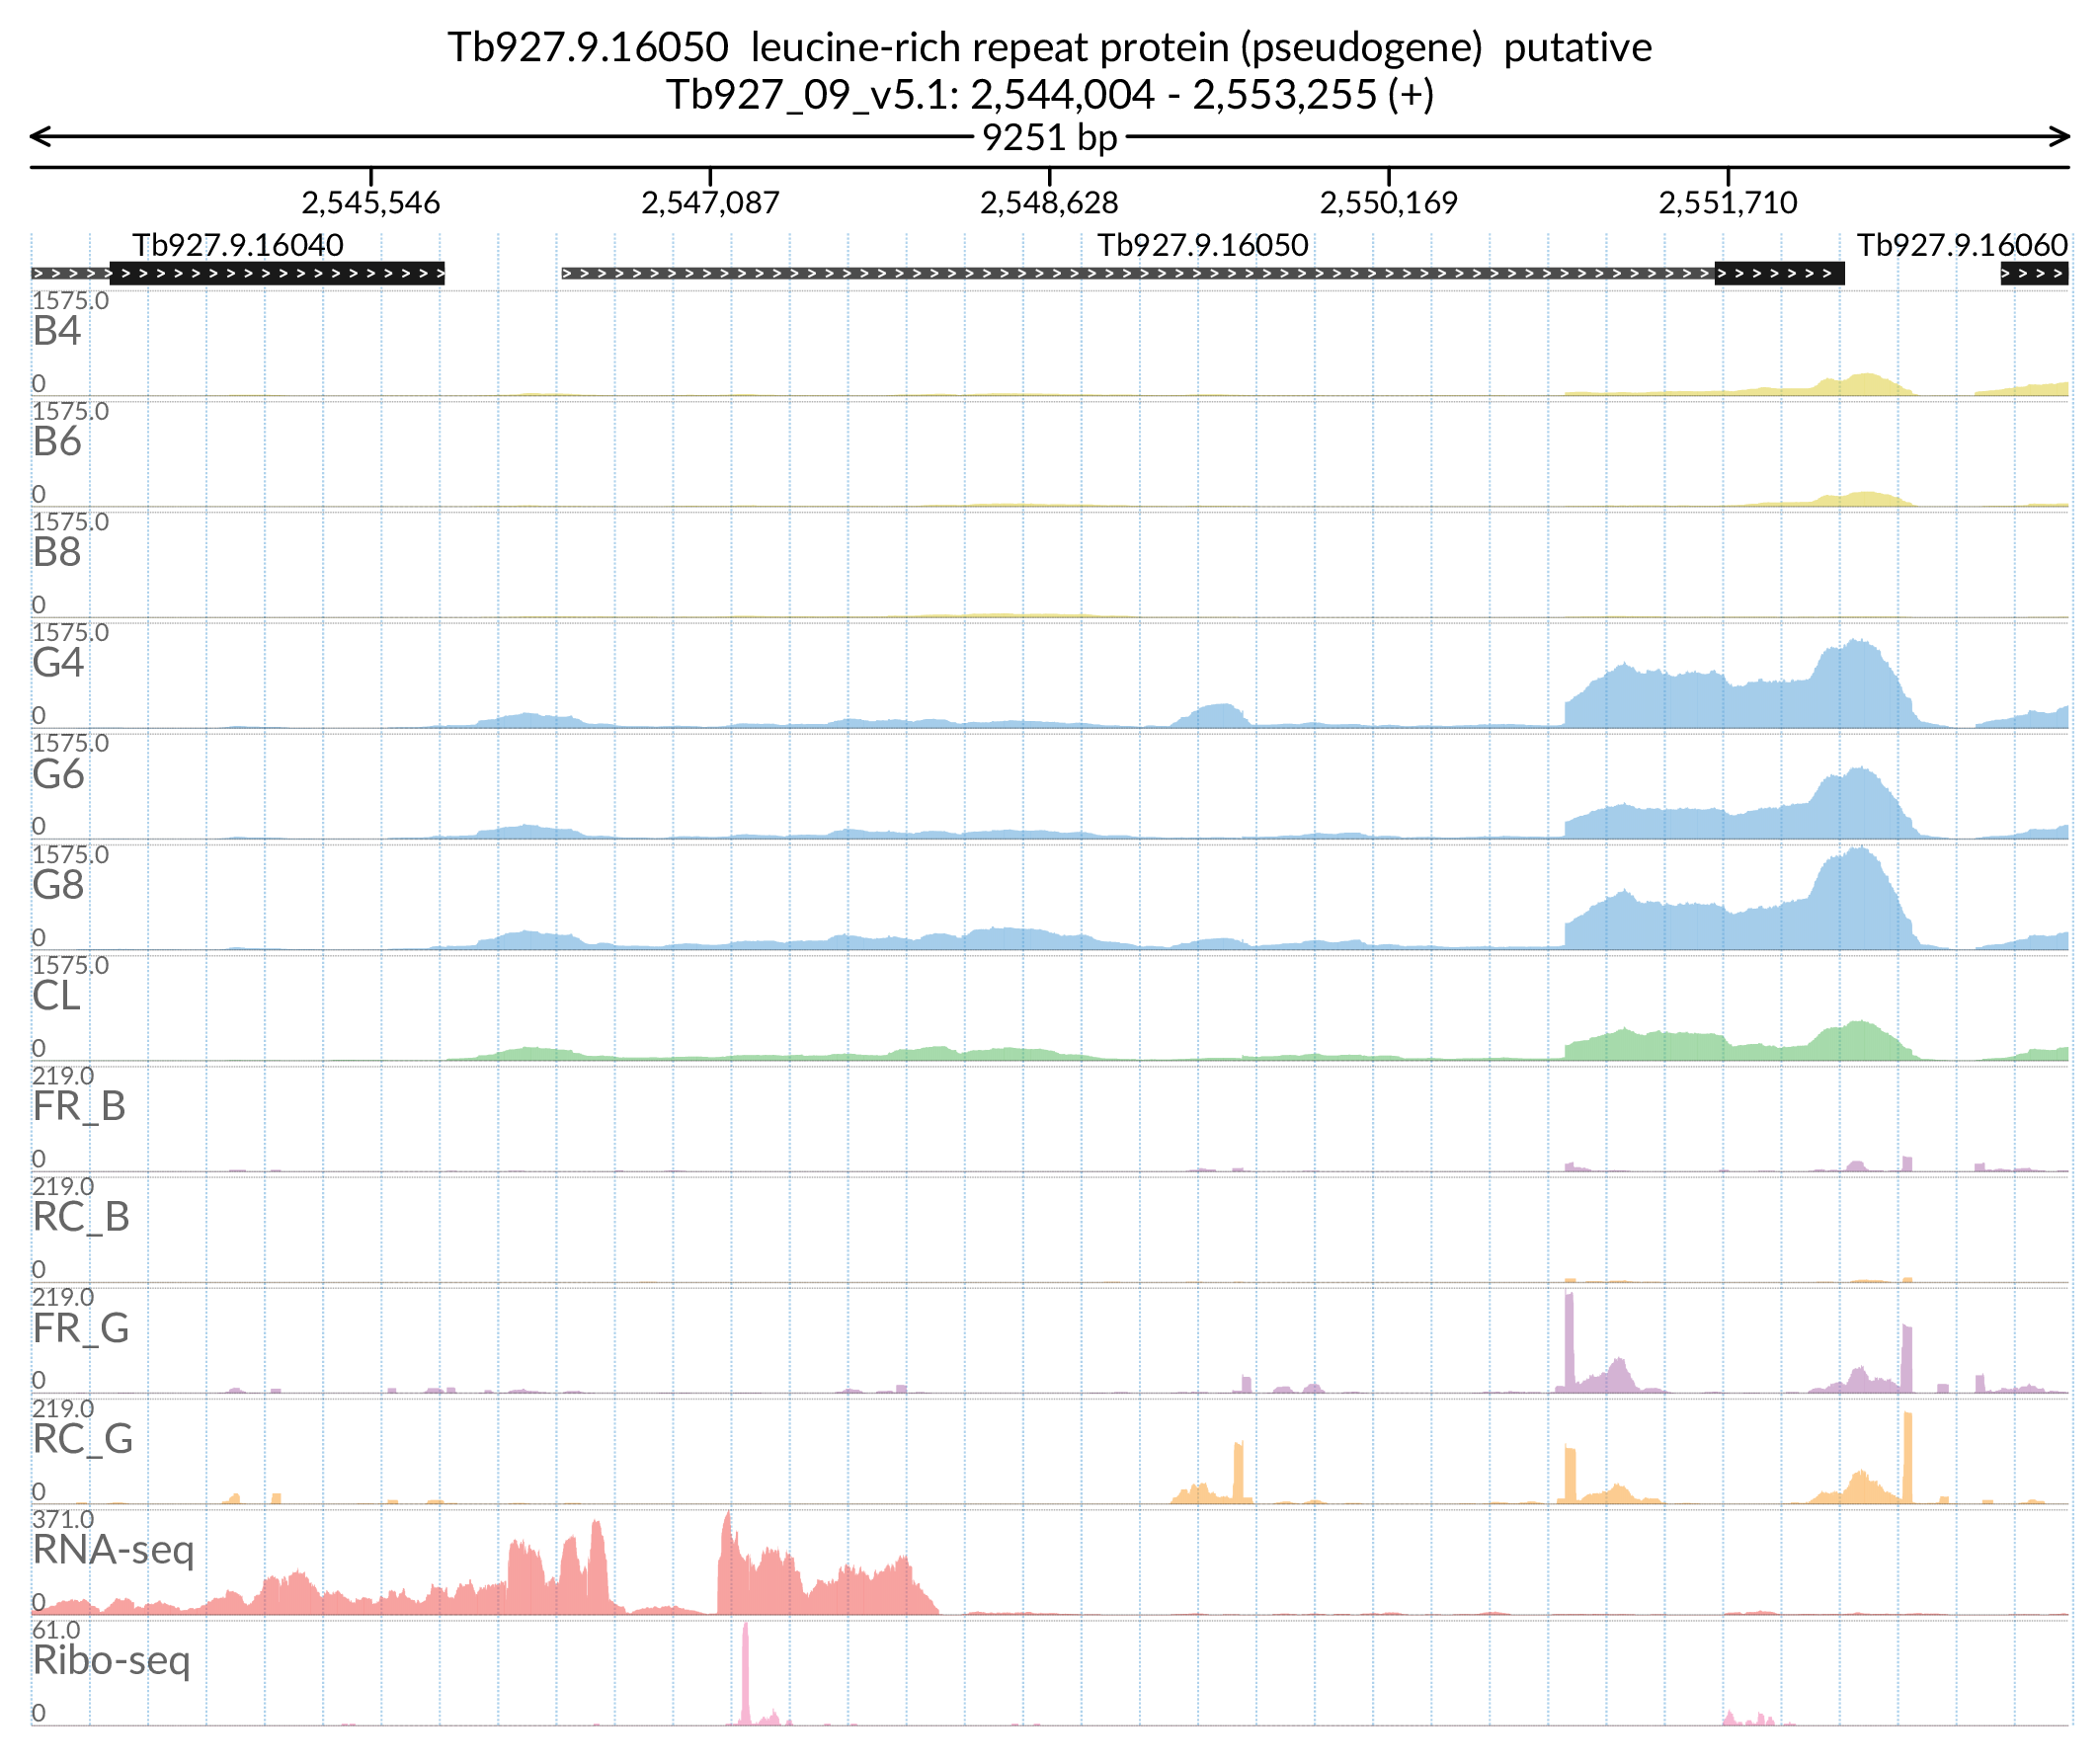 Tb927.9.16050 leucine-rich repeat protein (pseudogene) putative
Tb927_09_v5.1: 2,544,004 - 2,553,255 (+)
9251 bp
2,545,546 2,547,087 2,548,628 2,550,169 2,551,710
Tb927.9.16040 Tb927.9.16050 Tb927.9.16060
1575.0
B4
0
1575.0
B6
0
1575.0
B8
0
1575.0
G4
0
1575.0
G6
0
1575.0
G8
0
1575.0
CL
0
219.0
FR_B
0
219.0
RC_B
0
219.0
FR_G
0
219.0
RC_G
0
371.0
RNA-seq
0
61.0
Ribo-seq
0